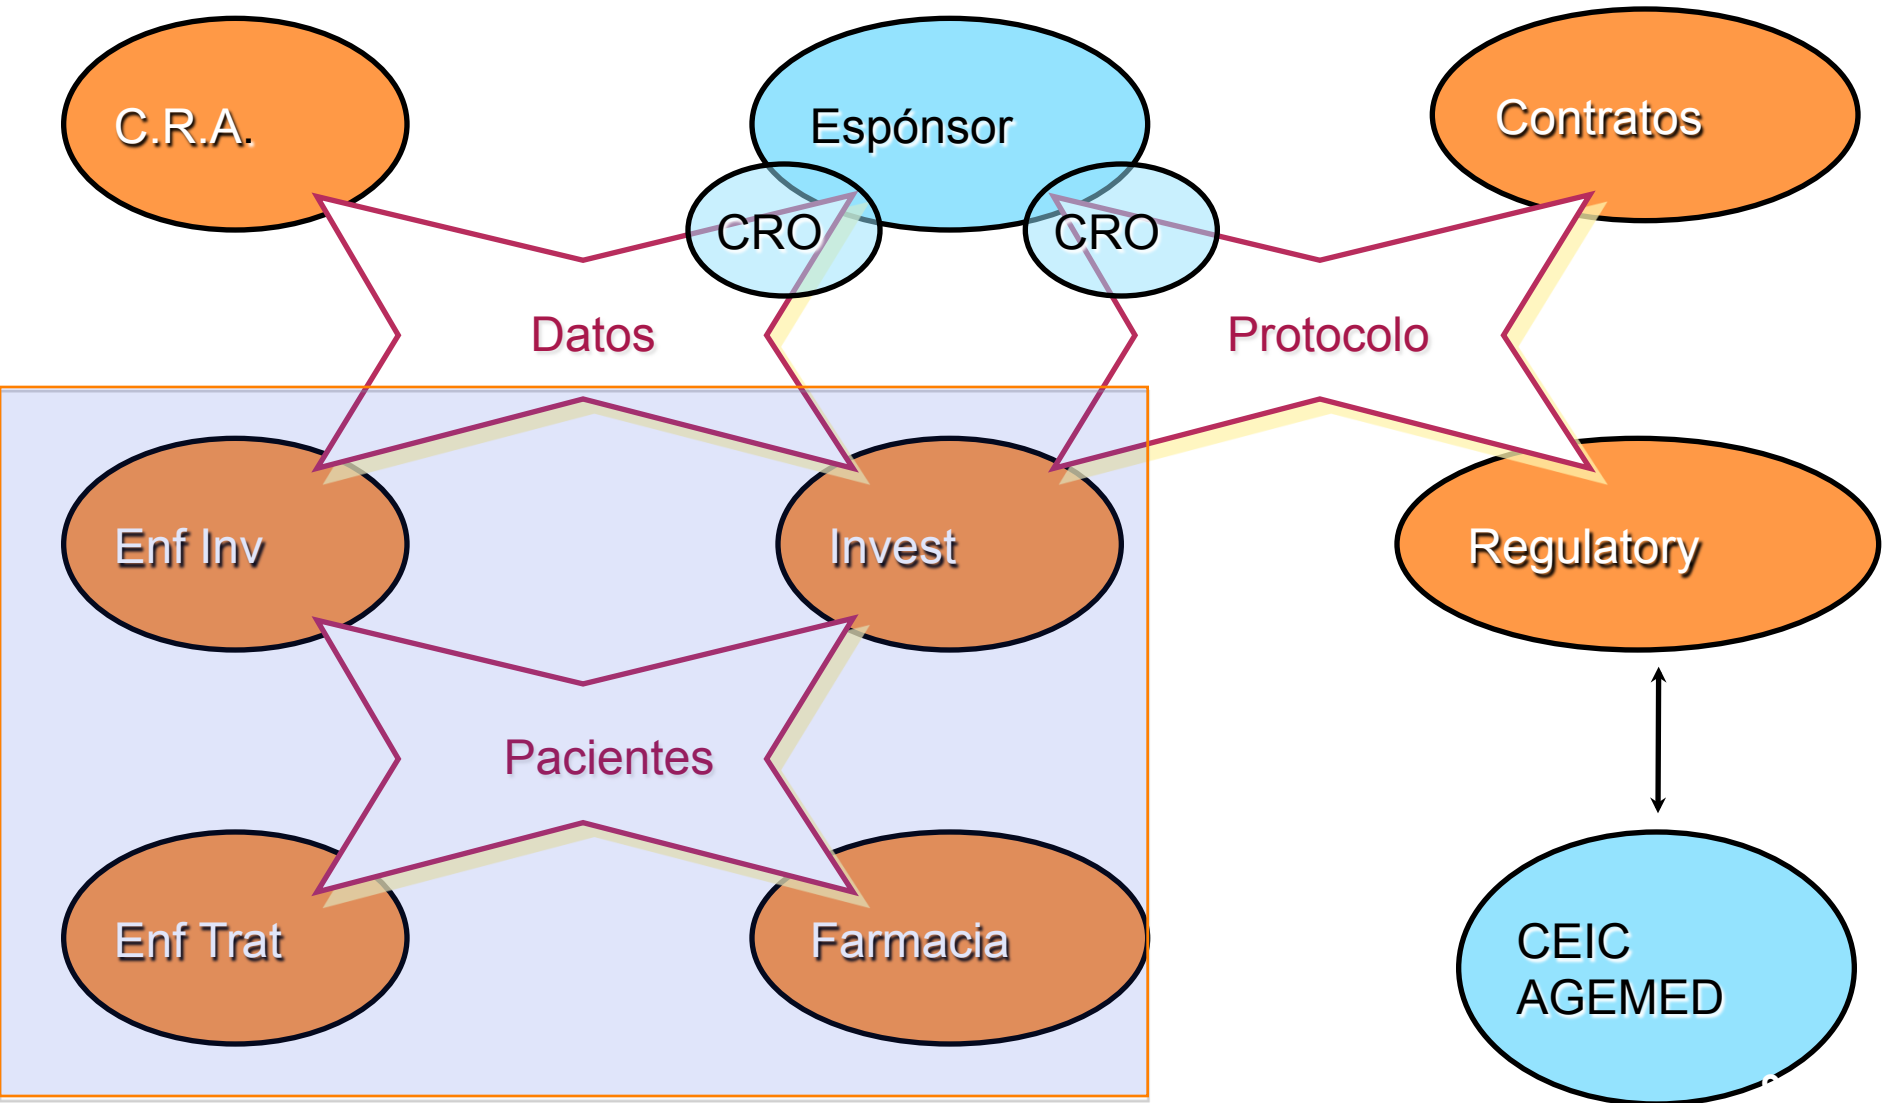 C.R.A.
Espónsor
Contratos
CRO
CRO
Datos
Protocolo
Enf Inv
Invest
Regulatory
Pacientes
Enf Trat
Farmacia
CEIC
AGEMED